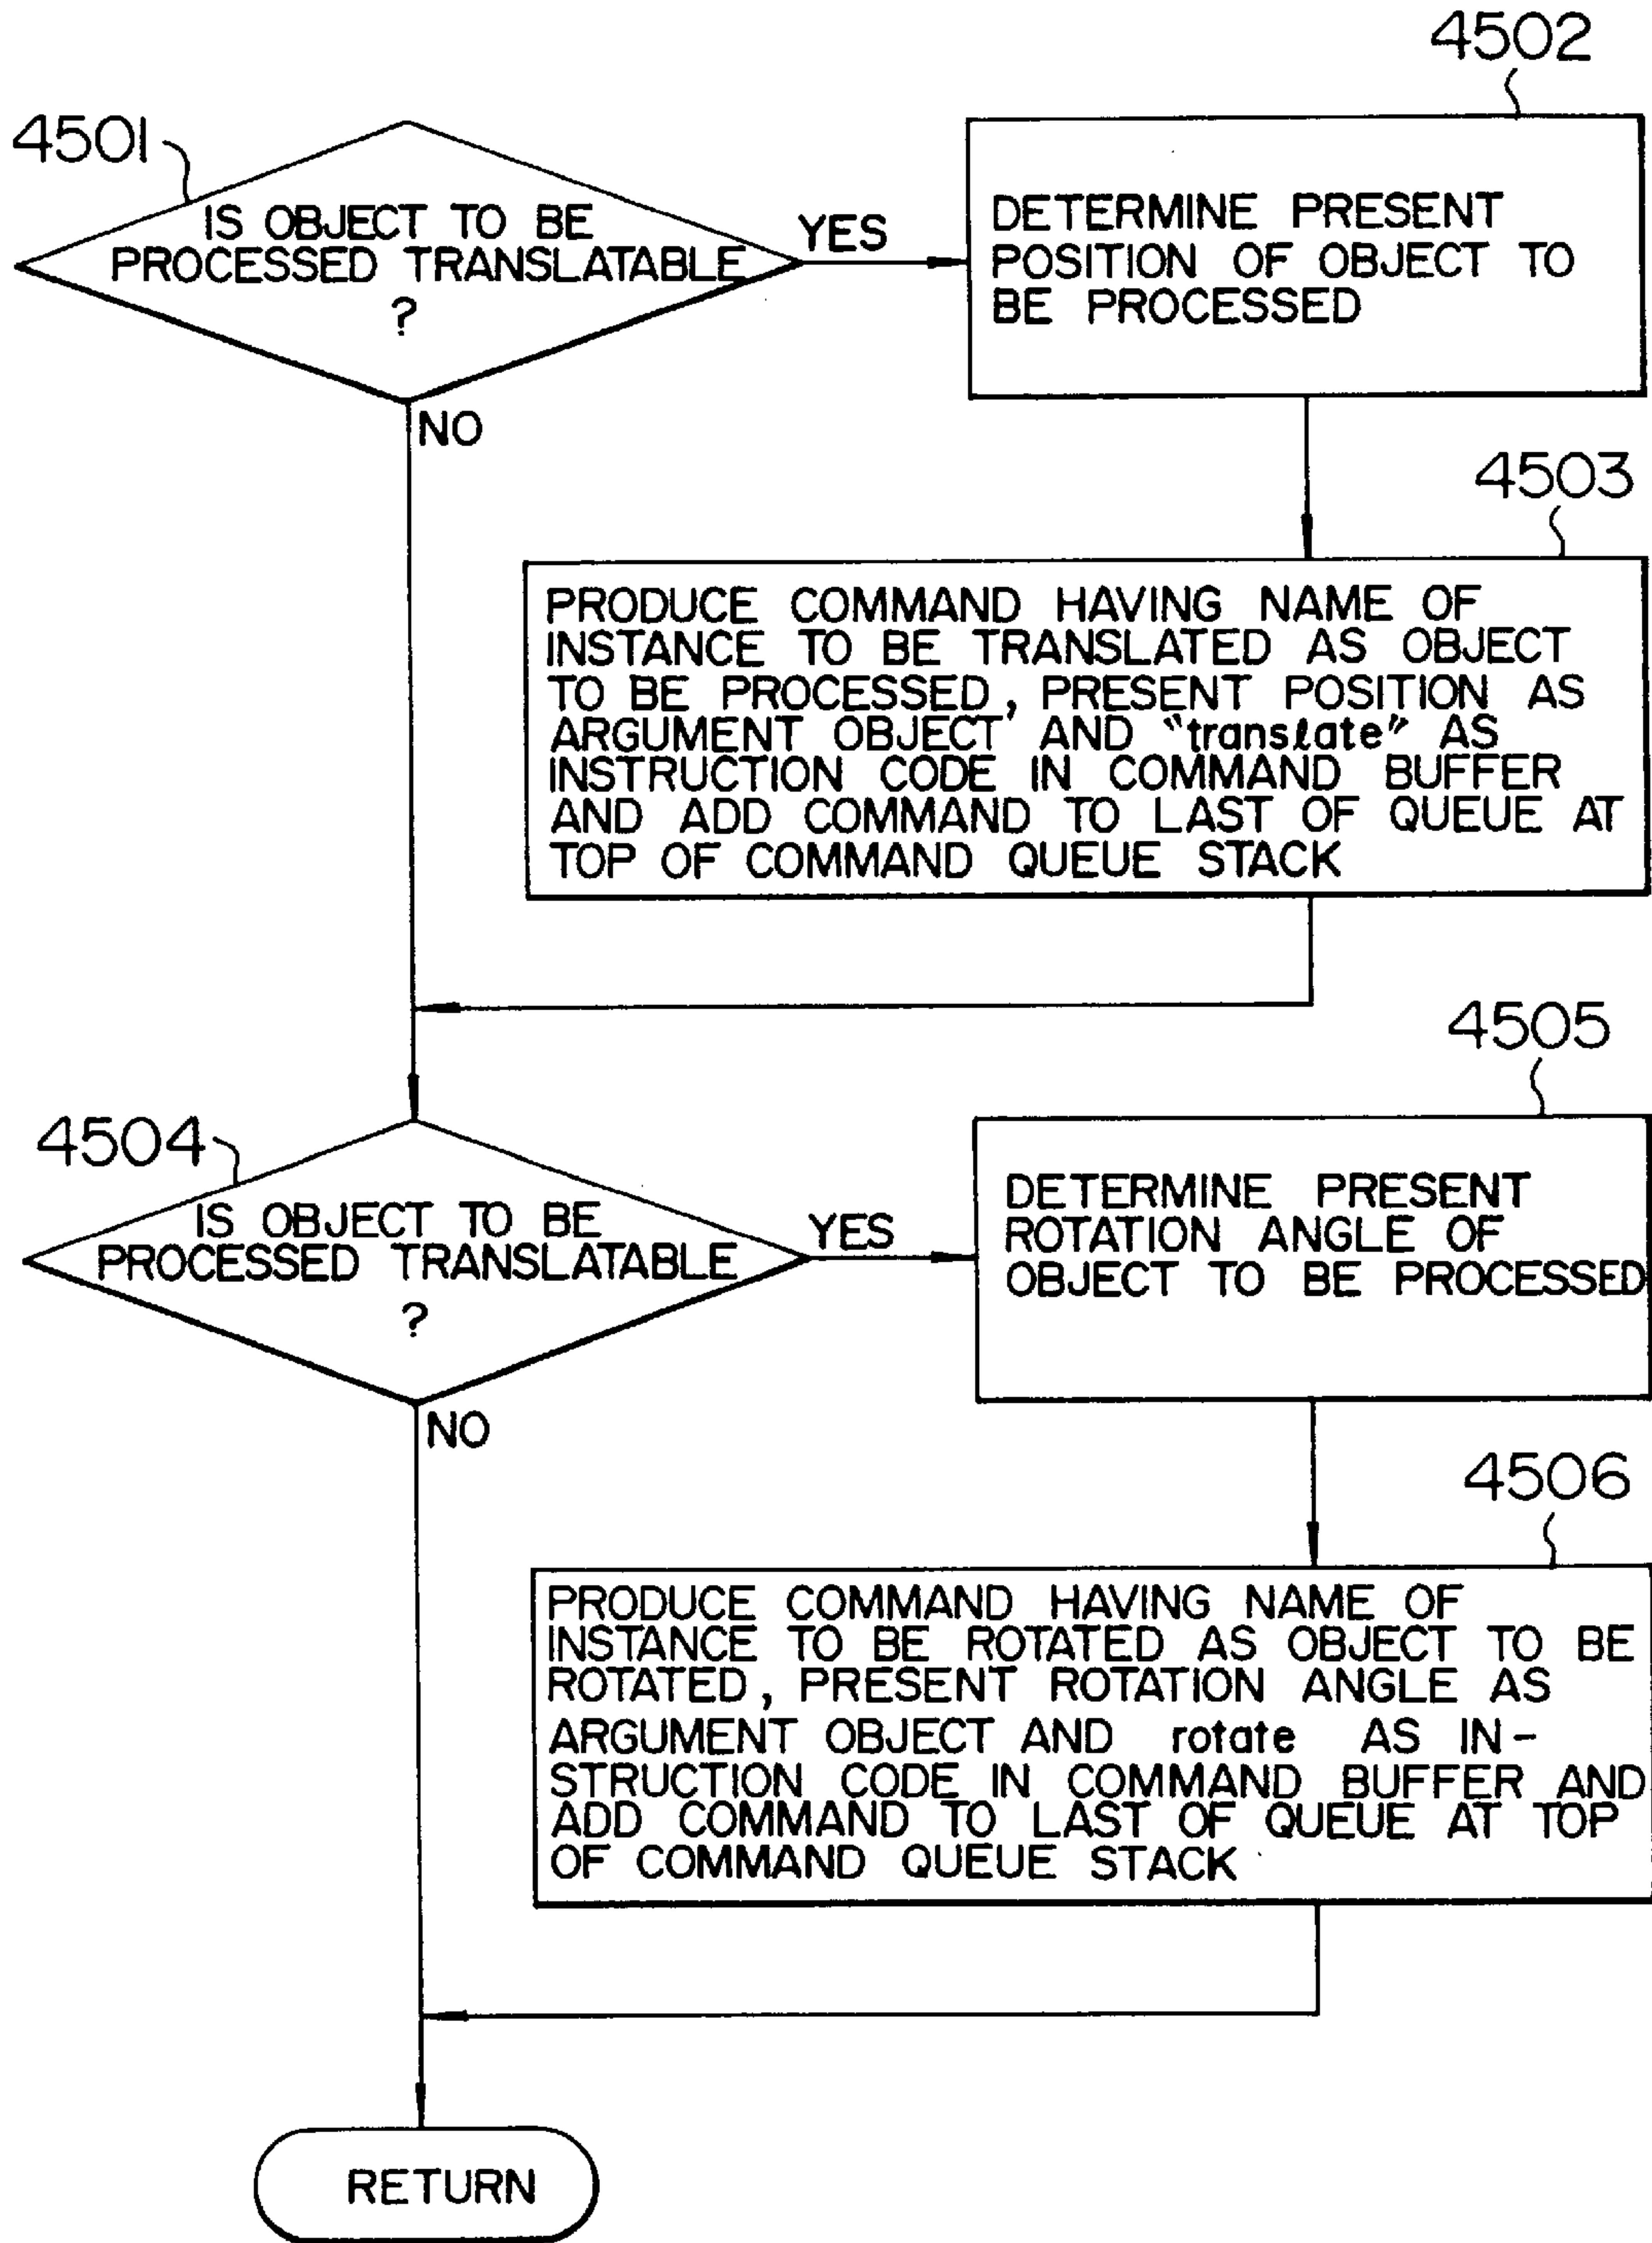 4501
IS OBJECT TO BE
PROCESSED TRANSLATABLE
?
YES
NO
4502
DETERMINE PRESENT
POSITION OF OBJECT TO
BE PROCESSED
4503
PRODUCE COMMAND HAVING NAME OF
INSTANCE TO BE TRANSLATED AS OBJECT
TO BE PROCESSED, PRESENT POSITION AS
ARGUMENT OBJECT' AND "translate" AS
INSTRUCTION CODE IN COMMAND BUFFER
AND ADD COMMAND TO LAST OF QUEUE AT
TOP OF COMMAND QUEUE STACK
4504
IS OBJECT TO BE
PROCESSED TRANSLATABLE
?
YES
NO
4505
DETERMINE PRESENT
ROTATION ANGLE OF
OBJECT TO BE PROCESSED
4506
PRODUCE COMMAND HAVING NAME OF
INSTANCE TO BE ROTATED AS OBJECT TO BE
ROTATED, PRESENT ROTATION ANGLE AS
ARGUMENT OBJECT AND rotate AS IN-
STRUCTION CODE IN COMMAND BUFFER AND
ADD COMMAND TO LAST OF QUEUE AT TOP
OF COMMAND QUEUE STACK
RETURN